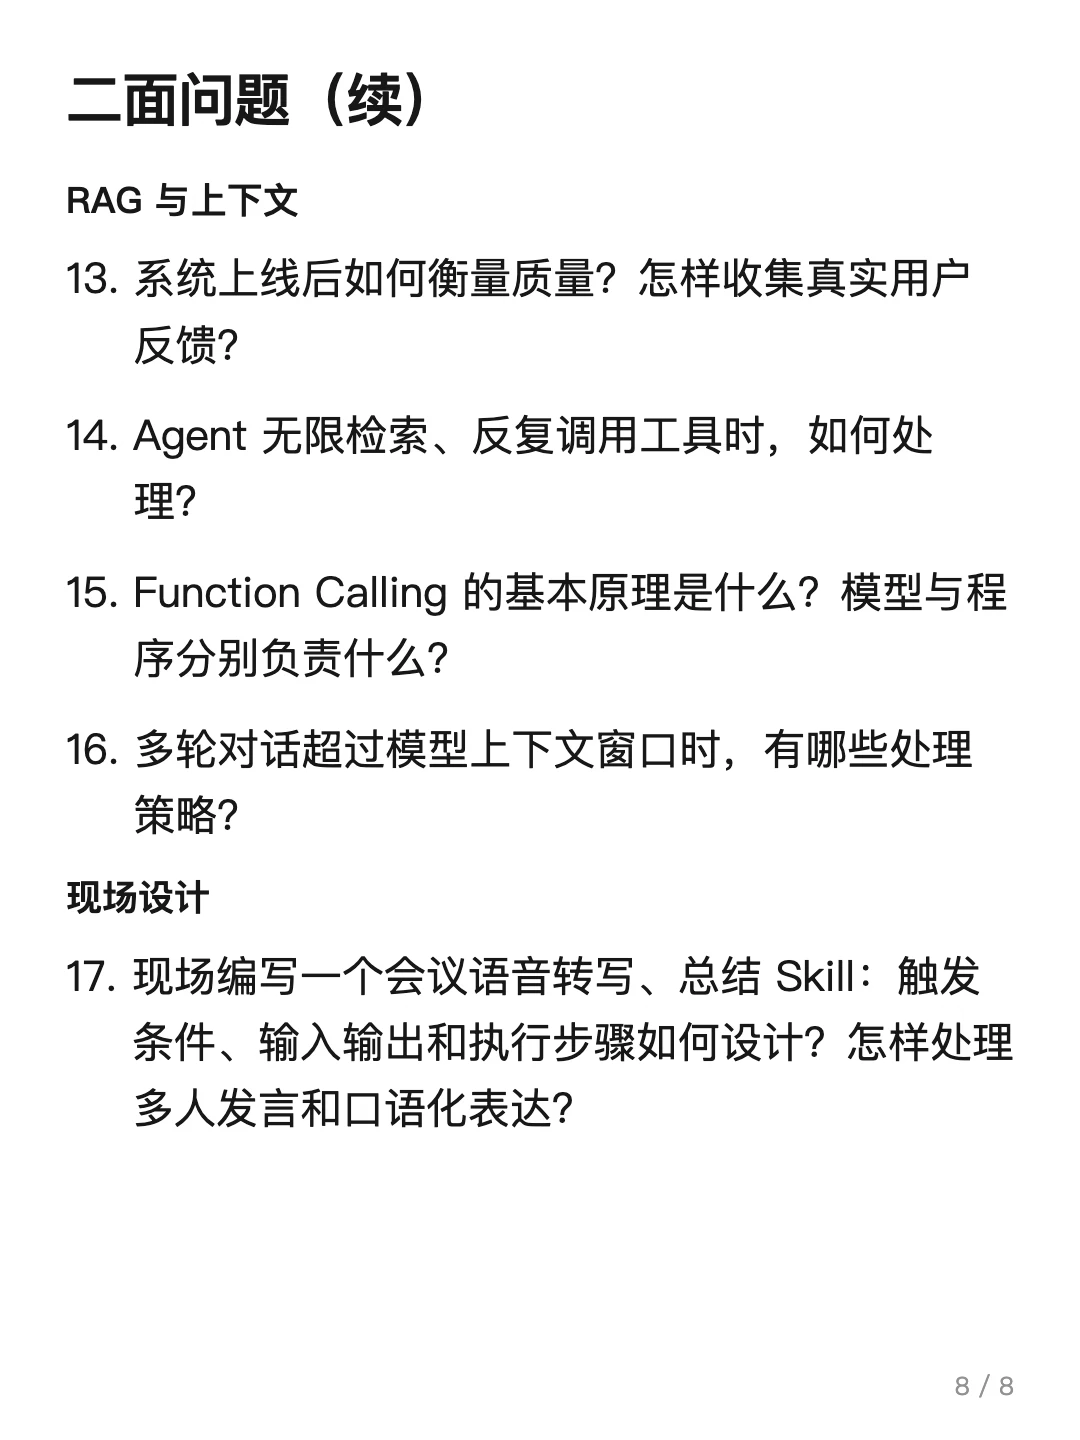 二面问题（续）
RAG 与上下文
13. 系统上线后如何衡量质量？怎样收集真实用户
反馈？
14. Agent 无限检索、反复调用工具时，如何处
理？
15. Function Calling 的基本原理是什么？模型与程
序分别负责什么？
16. 多轮对话超过模型上下文窗口时，有哪些处理
策略？
现场设计
17. 现场编写一个会议语音转写、总结 Skill：触发
条件、输入输出和执行步骤如何设计？怎样处理
多人发言和口语化表达？
8 / 8